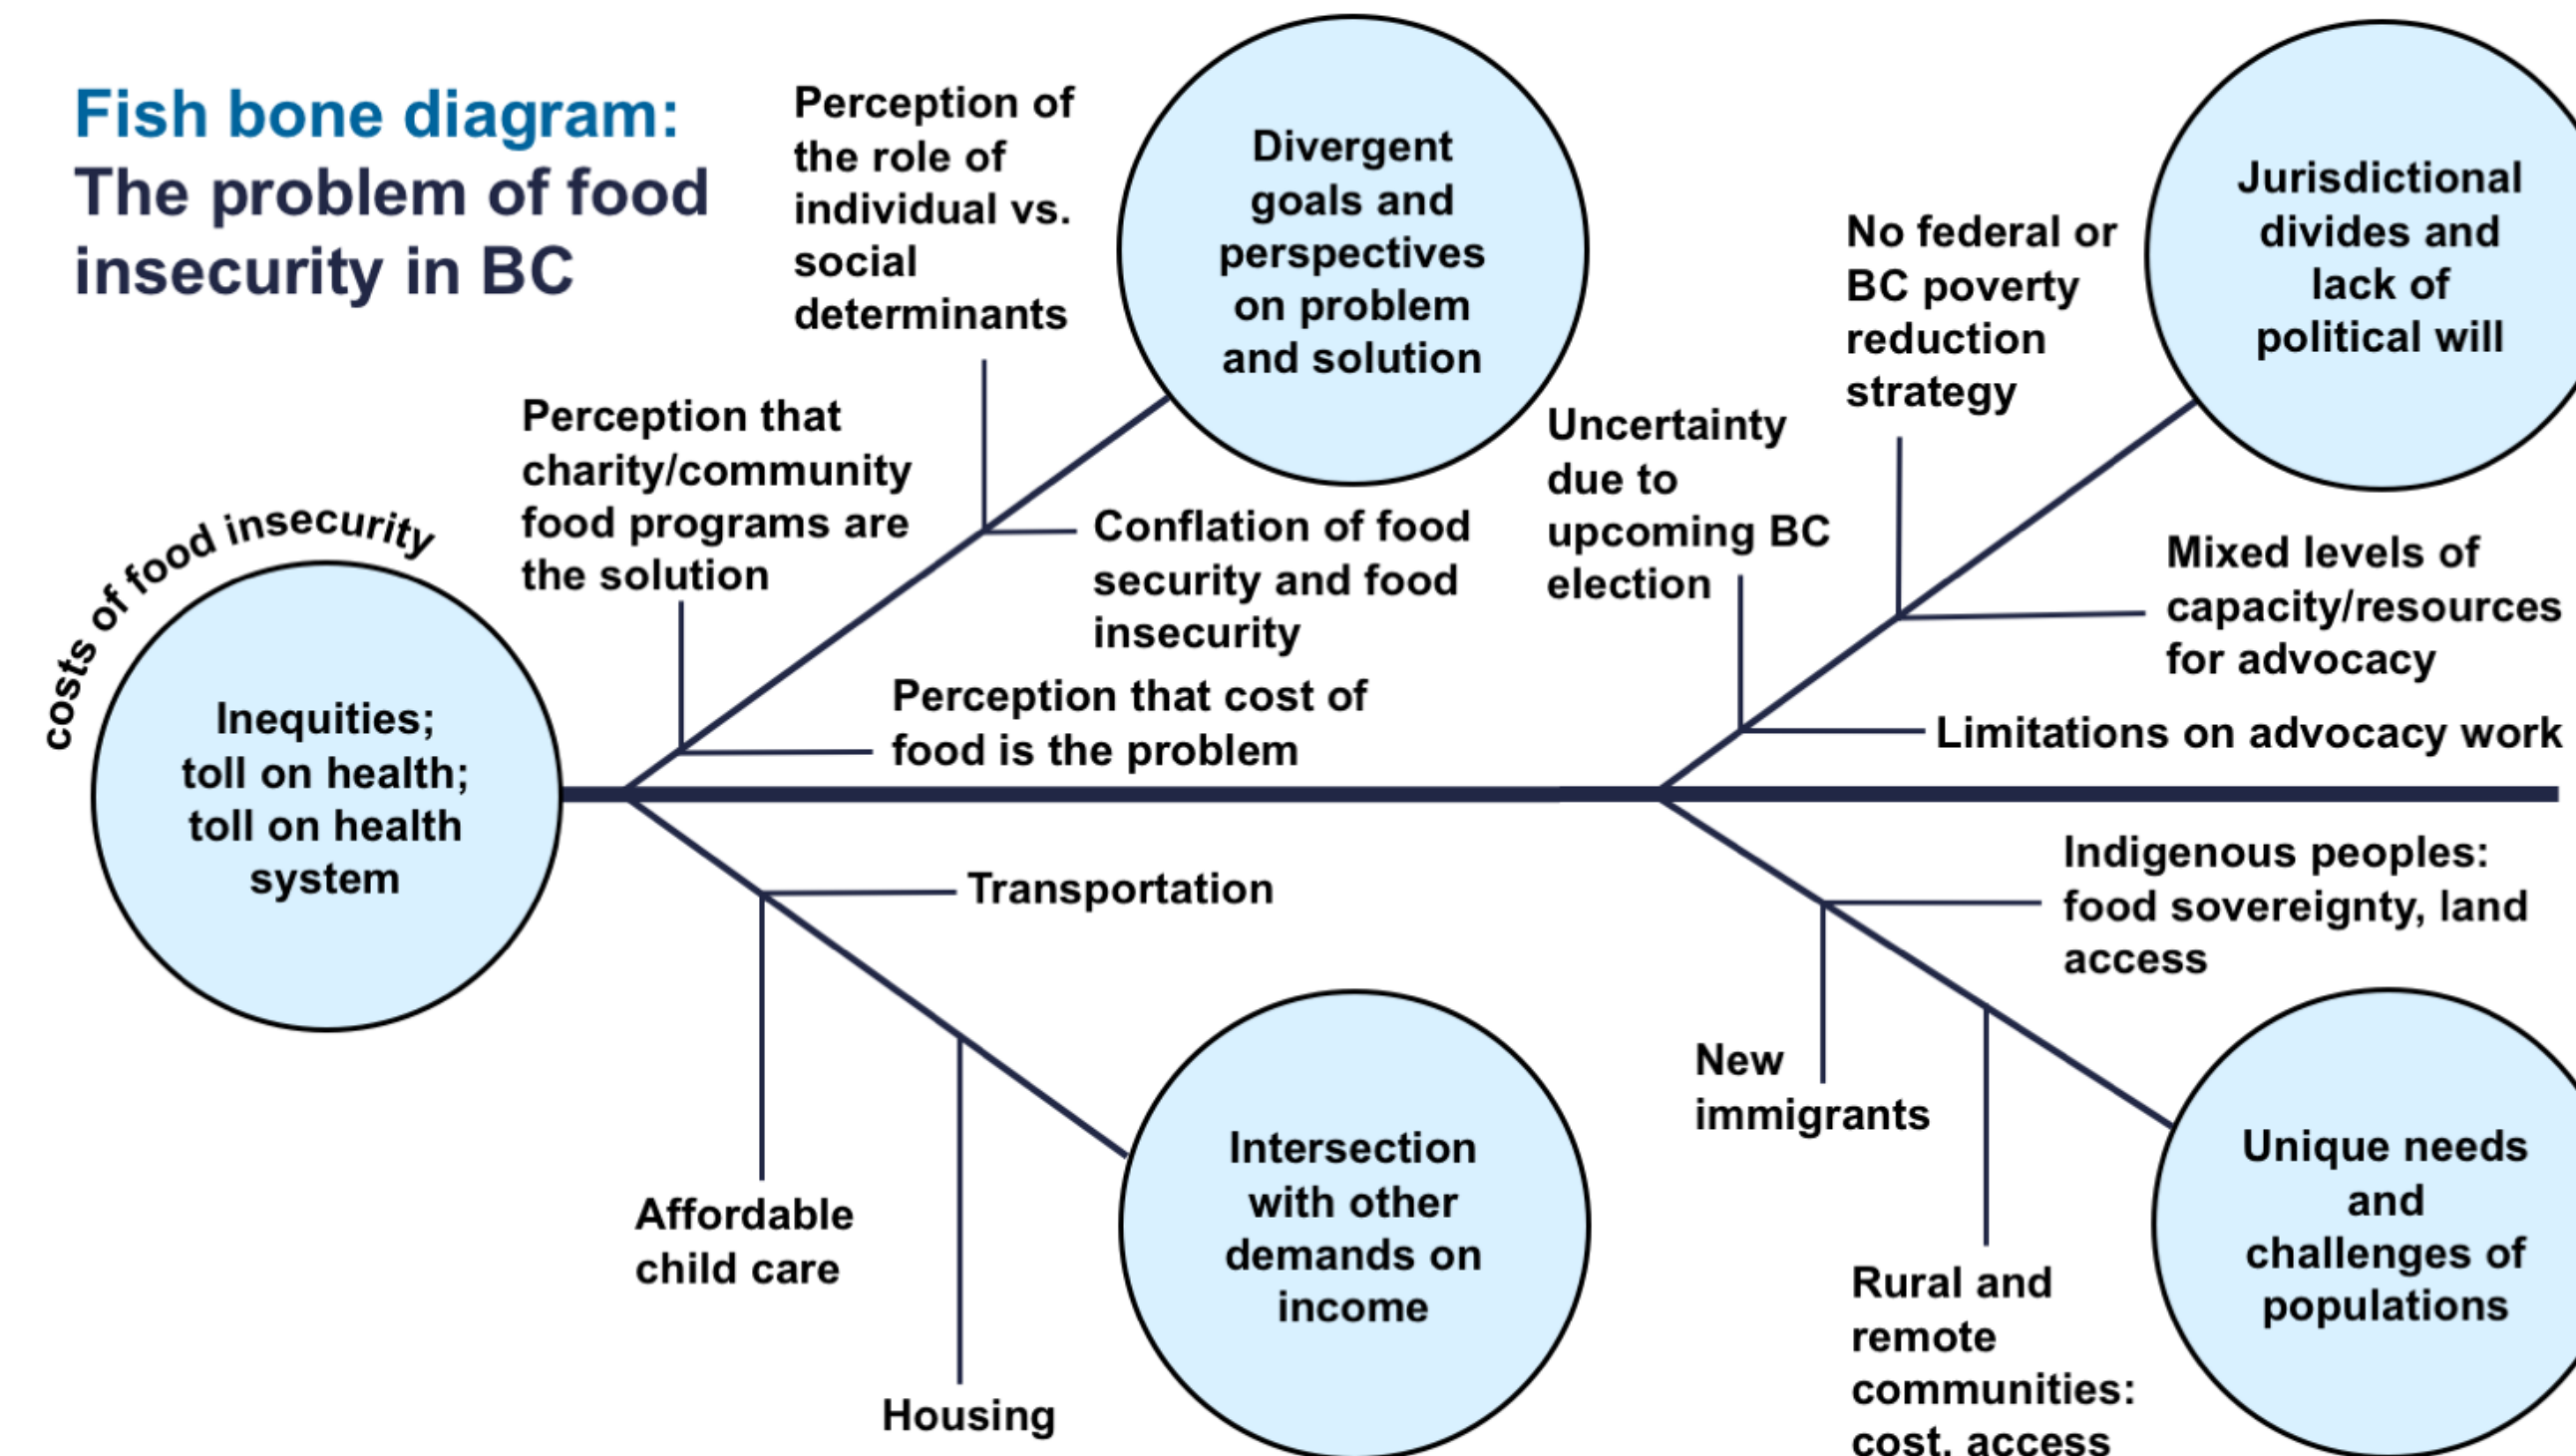 Fish bone diagram:
The problem of food
insecurity in BC
Perception of
the role of
individual vs.
social
determinants
Divergent
goals and
perspectives
on problem
and solution
Perception that
charity/community
food programs are
the solution
Conflation of food
security and food
insecurity
Perception that cost of
food is the problem
No federal or
BC poverty
reduction
strategy
Jurisdictional
divides and
lack of
political will
Uncertainty
due to
upcoming BC
election
Mixed levels of
capacity/resources
for advocacy
Limitations on advocacy work
costs of food insecurity
Inequities;
toll on health;
toll on health
system
Transportation
Affordable
child care
Housing
Intersection
with other
demands on
income
Indigenous peoples:
food sovereignty, land
access
New
immigrants
Rural and
remote
communities:
cost, access
Unique needs
and
challenges of
populations